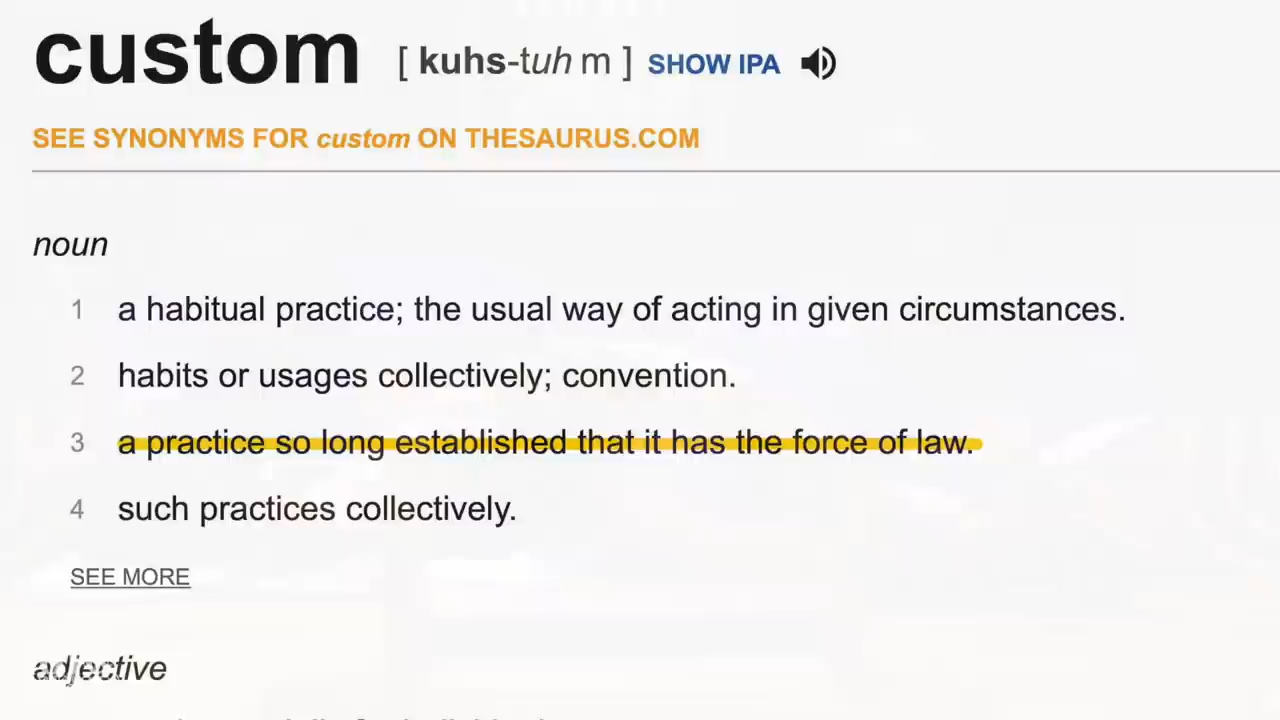 custom [ kuhs-tuh m ] SHOW IPA
SEE SYNONYMS FOR custom ON THESAURUS.COM
noun
1 a habitual practice; the usual way of acting in given circumstances.
2 habits or usages collectively; convention.
3 a practice so long established that it has the force of law.
4 such practices collectively.
SEE MORE
adjective